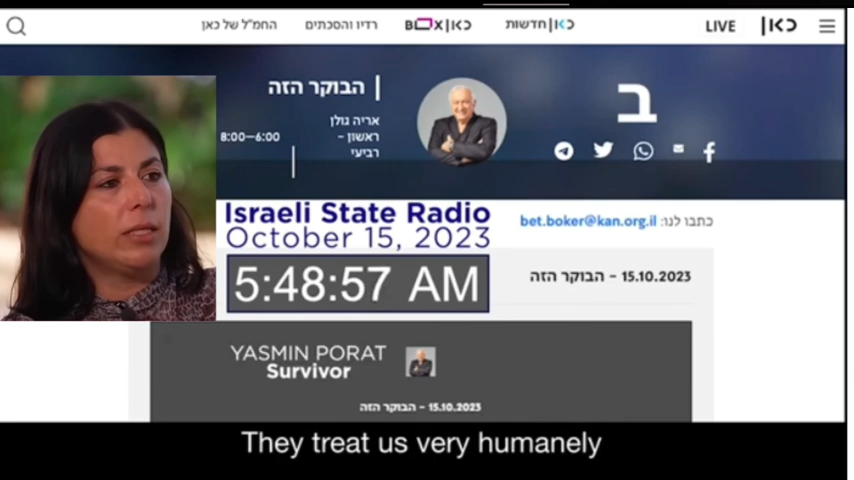 החמ"ל של כאן
רדיו והסכתים
כאן|BOX
כאן|חדשות
LIVE
כאן|
הבוקר הזה
אריה גולן
ראשון -
רביעי
8:00–6:00
ב
Israeli State Radio
October 15, 2023
כתבו לנו: bet.boker@kan.org.il
5:48:57 AM
15.10.2023 - הבוקר הזה
YASMIN PORAT
Survivor
15.10.2023 - הבוקר הזה
They treat us very humanely